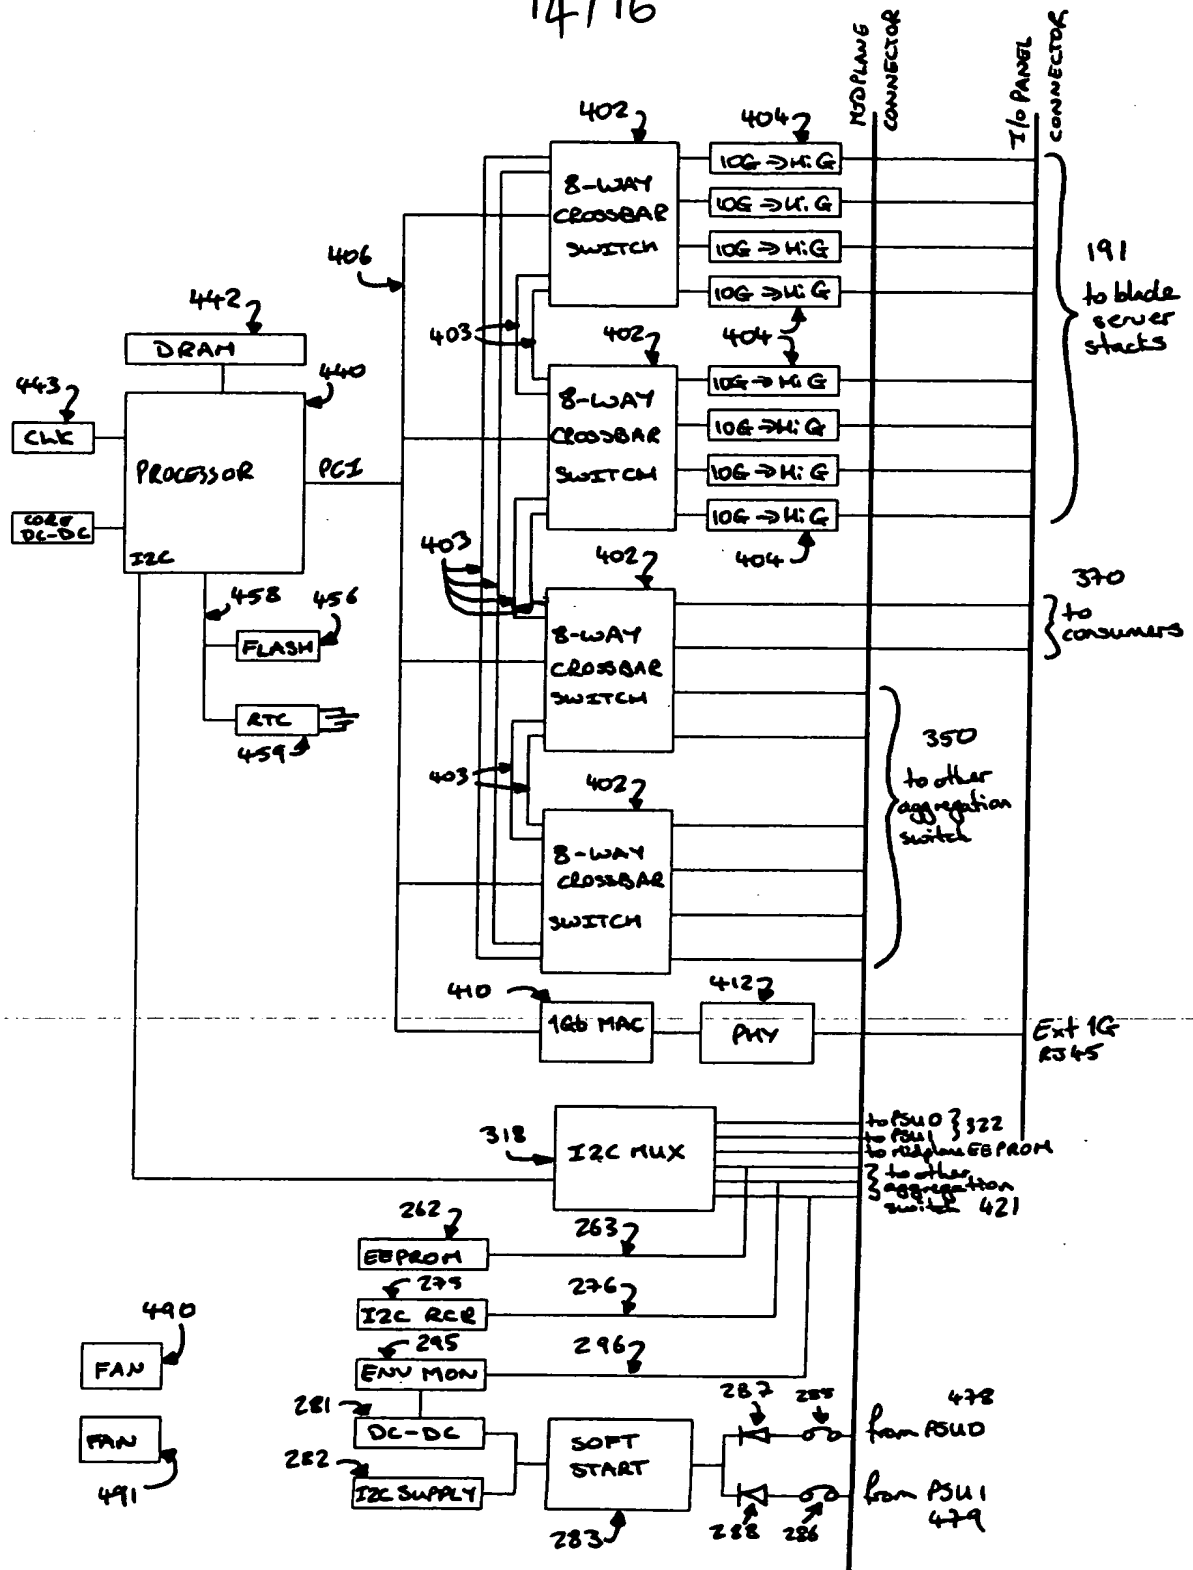 14/16
MIDPLANE
CONNECTOR
I/O PANEL
CONNECTOR
402
404
10G → HiG
8-WAY
CROSSBAR
SWITCH
10G → HiG
10G → HiG
10G → HiG
406
403
404
191
to blade
server
stacks
442
DRAM
440
443
CLK
PROCESSOR
PCI
CORE
DC-DC
I2C
402
10G → HiG
8-WAY
CROSSBAR
SWITCH
10G → HiG
10G → HiG
10G → HiG
404
403
402
370
to
consumers
458
456
FLASH
8-WAY
CROSSBAR
SWITCH
RTC
459
403
402
350
to other
aggregation
switch
8-WAY
CROSSBAR
SWITCH
410
412
1Gb MAC
PHY
Ext 1G
RJ45
318
I2C MUX
to PSU0
to PSU1
322
to midplane EEPROM
to other
aggregation
switch 421
262
263
EEPROM
275
276
I2C RCR
295
296
ENV MON
490
FAN
491
FAN
281
DC-DC
282
I2C SUPPLY
SOFT
START
283
287
285
478
from PSU0
288
286
from PSU1
479